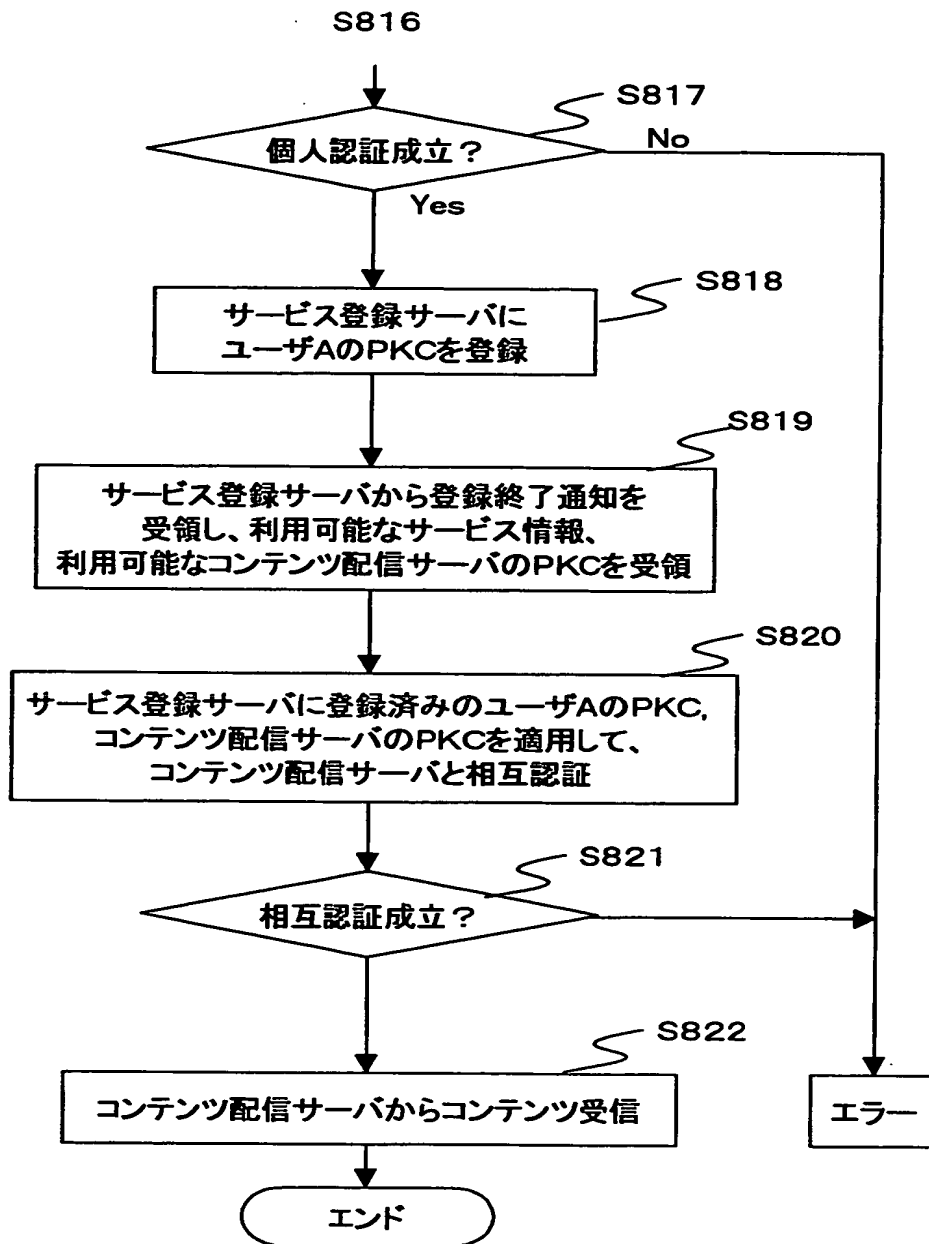 S816
S817
個人認証成立?
No
Yes
S818
サービス登録サーバに
ユーザAのPKCを登録
S819
サービス登録サーバから登録終了通知を
受領し、利用可能なサービス情報、
利用可能なコンテンツ配信サーバのPKCを受領
S820
サービス登録サーバに登録済みのユーザAのPKC,
コンテンツ配信サーバのPKCを適用して、
コンテンツ配信サーバと相互認証
S821
相互認証成立?
S822
コンテンツ配信サーバからコンテンツ受信
エラー
エンド